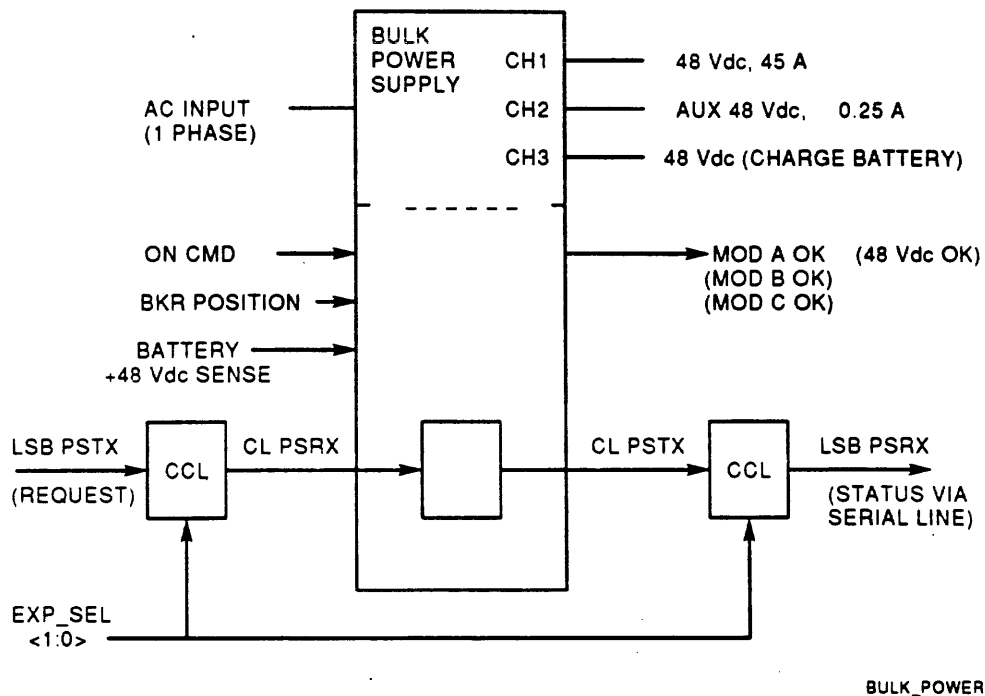 BULK
POWER
SUPPLY
CH1
48 Vdc, 45 A
AC INPUT
(1 PHASE)
CH2
AUX 48 Vdc, 0.25 A
CH3
48 Vdc (CHARGE BATTERY)
ON CMD
MOD A OK (48 Vdc OK)
(MOD B OK)
(MOD C OK)
BKR POSITION
BATTERY
+48 Vdc SENSE
LSB PSTX
(REQUEST)
CCL
CL PSRX
CL PSTX
CCL
LSB PSRX
(STATUS VIA
SERIAL LINE)
EXP_SEL
<1:0>
BULK_POWER